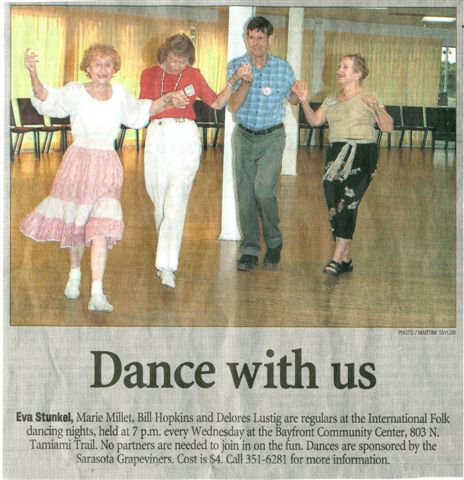 PHOTO / MARTINE TAYLOR
Dance with us
Eva Stunkel, Marie Millet, Bill Hopkins and Delores Lustig are regulars at the International Folk
dancing nights, held at 7 p.m. every Wednesday at the Bayfront Community Center, 803 N.
Tamiami Trail. No partners are needed to join in on the fun. Dances are sponsored by the
Sarasota Grapeviners. Cost is $4. Call 351-6281 for more information.